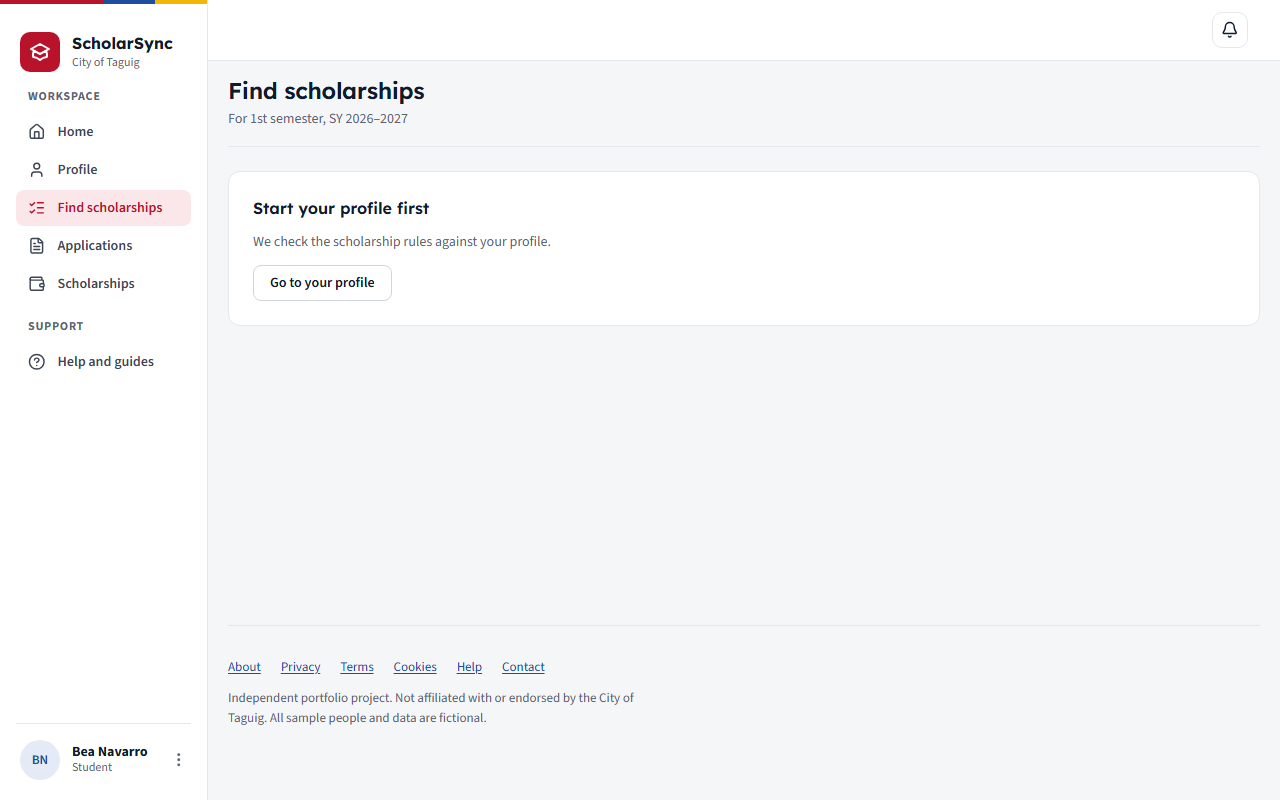 ScholarSync
City of Taguig
WORKSPACE
Home
Profile
Find scholarships
Applications
Scholarships
SUPPORT
Help and guides
BN
Bea Navarro
Student
Find scholarships
For 1st semester, SY 2026–2027
Start your profile first
We check the scholarship rules against your profile.
Go to your profile
About Privacy Terms Cookies Help Contact
Independent portfolio project. Not affiliated with or endorsed by the City of
Taguig. All sample people and data are fictional.